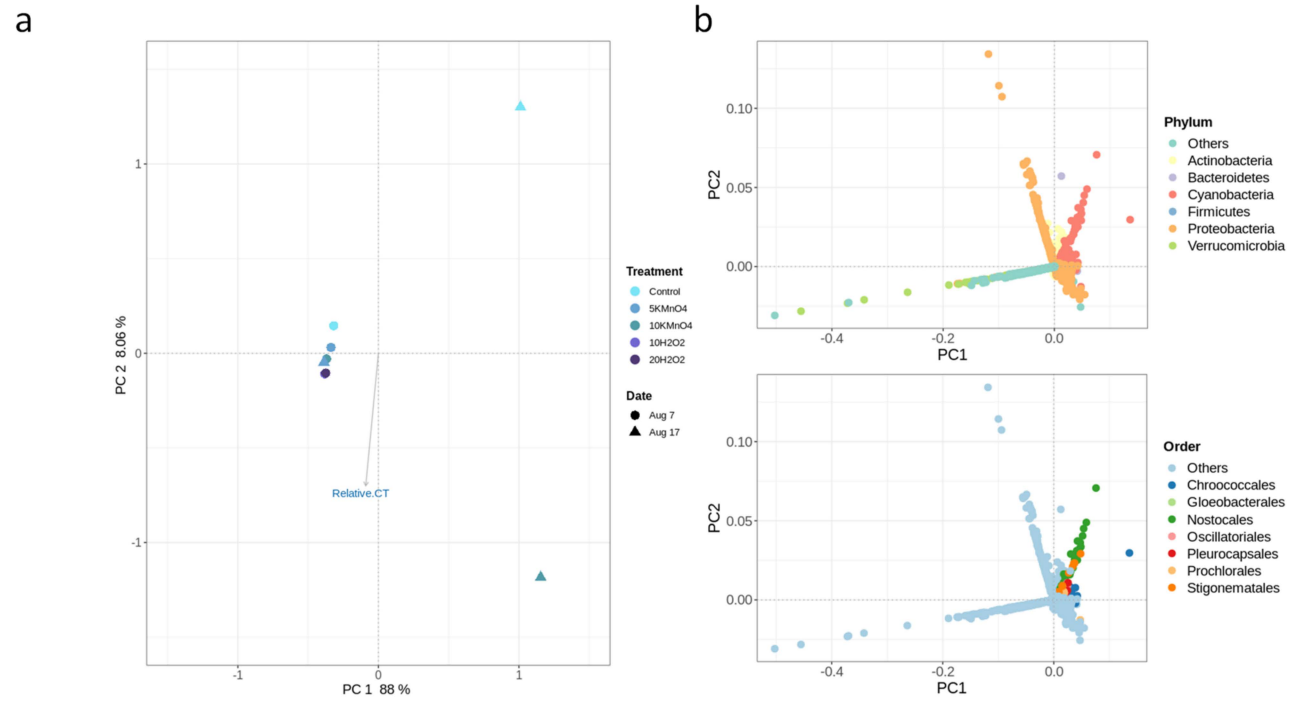 a
1
0
-1
PC 2 8.06 %
-1
0
1
PC 1 88 %
Relative.CT
Treatment
Control
5KMnO4
10KMnO4
10H2O2
20H2O2
Date
Aug 7
Aug 17
b
0.10
0.05
0.00
PC2
-0.4
-0.2
0.0
PC1
Phylum
Others
Actinobacteria
Bacteroidetes
Cyanobacteria
Firmicutes
Proteobacteria
Verrucomicrobia
0.10
0.05
0.00
PC2
-0.4
-0.2
0.0
PC1
Order
Others
Chroococcales
Gloeobacterales
Nostocales
Oscillatoriales
Pleurocapsales
Prochlorales
Stigonematales